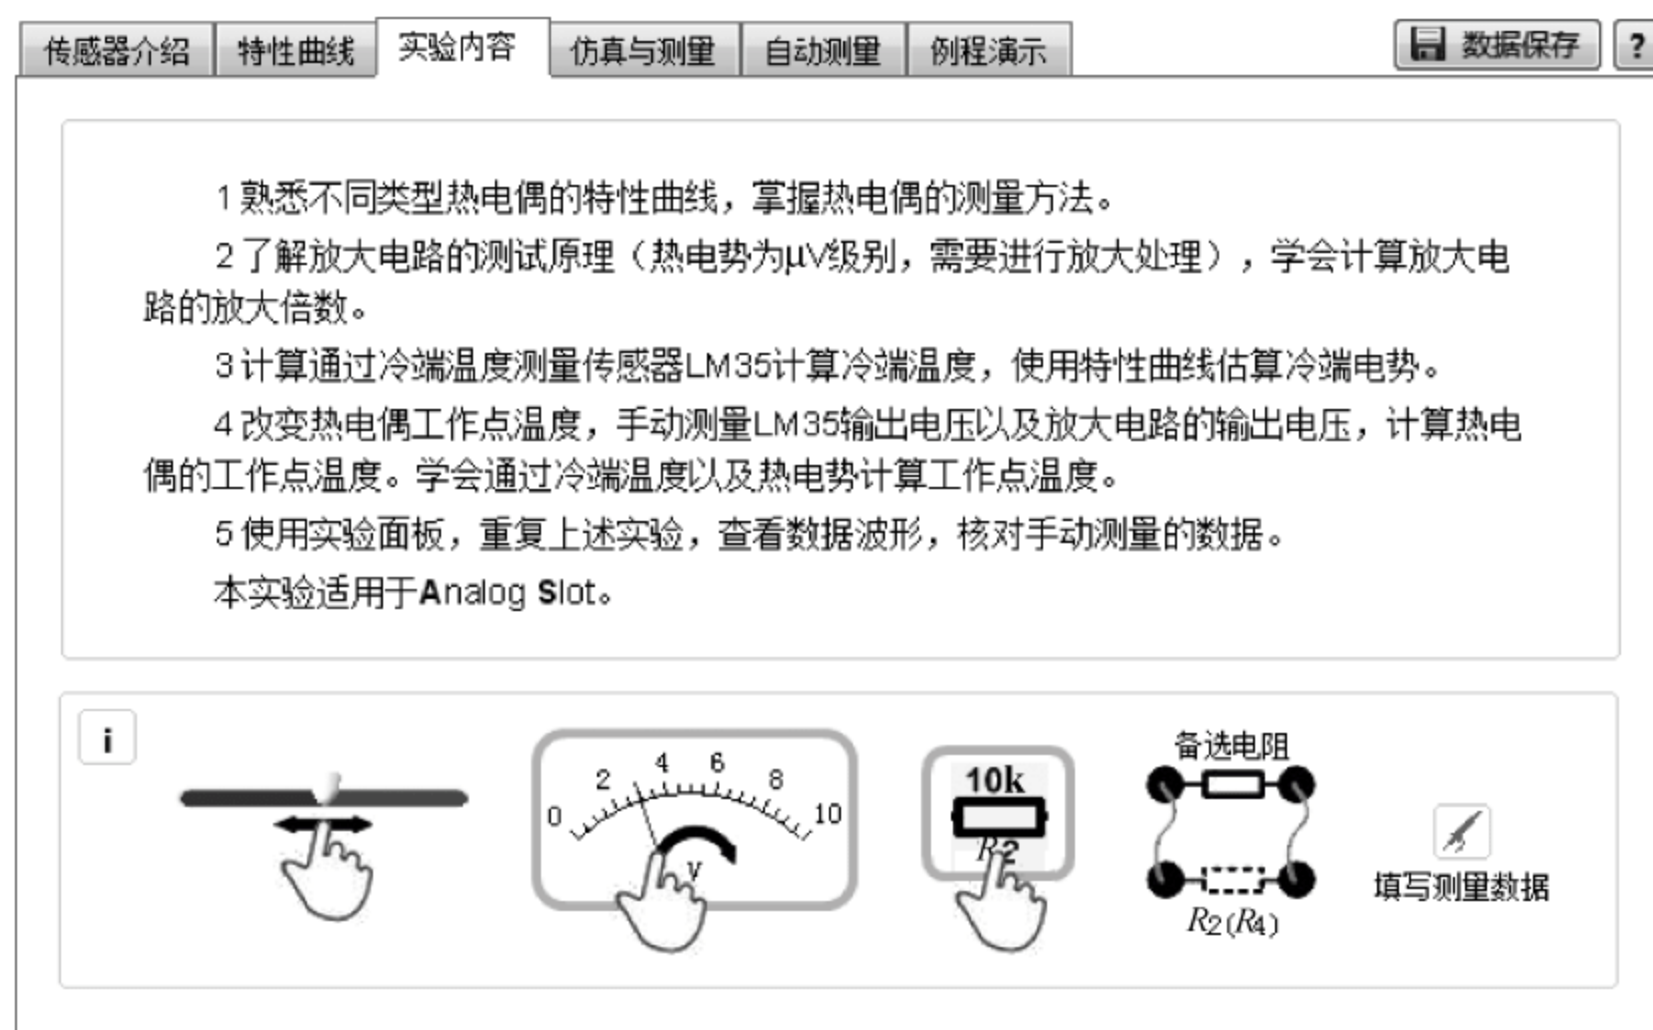 传感器介绍 特性曲线 实验内容 仿真与测量 自动测量 例程演示 数据保存 ?
1 熟悉不同类型热电偶的特性曲线，掌握热电偶的测量方法。
2 了解放大电路的测试原理（热电势为μV级别，需要进行放大处理），学会计算放大电
路的放大倍数。
3 计算通过冷端温度测量传感器LM35计算冷端温度，使用特性曲线估算冷端电势。
4 改变热电偶工作点温度，手动测量LM35输出电压以及放大电路的输出电压，计算热电
偶的工作点温度。学会通过冷端温度以及热电势计算工作点温度。
5 使用实验面板，重复上述实验，查看数据波形，核对手动测量的数据。
本实验适用于Analog Slot。
i
0 2 4 6 8 10
V
10k
R2
备选电阻
R2(R4)
填写测量数据